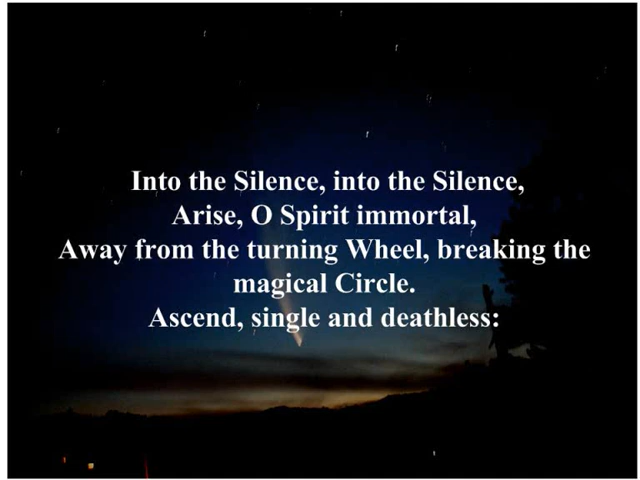 Into the Silence, into the Silence,
Arise, O Spirit immortal,
Away from the turning Wheel, breaking the
magical Circle.
Ascend, single and deathless: